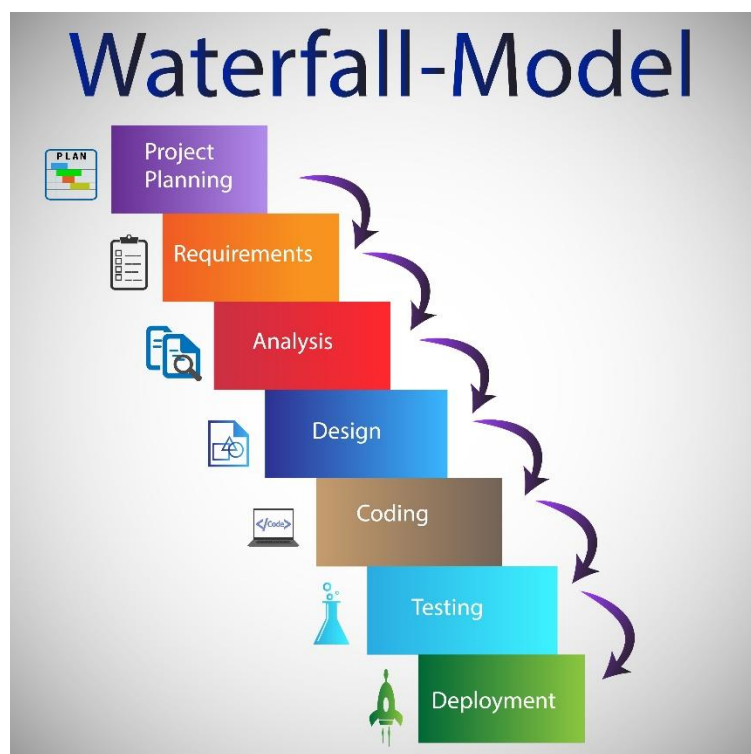 Waterfall-Model
PLAN
Project
Planning
Requirements
Analysis
Design
</Code>
Coding
Testing
Deployment